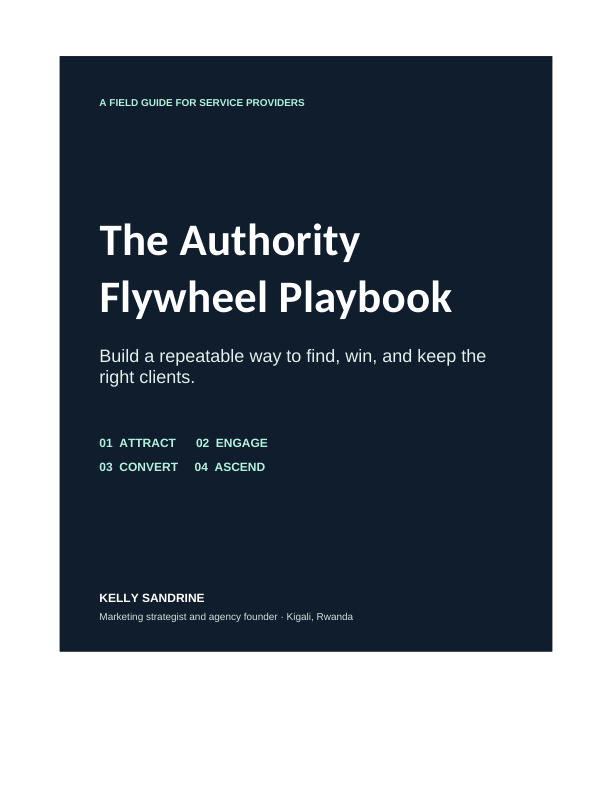 A FIELD GUIDE FOR SERVICE PROVIDERS
The Authority
Flywheel Playbook
Build a repeatable way to find, win, and keep the
right clients.
01 ATTRACT 02 ENGAGE
03 CONVERT 04 ASCEND
KELLY SANDRINE
Marketing strategist and agency founder · Kigali, Rwanda